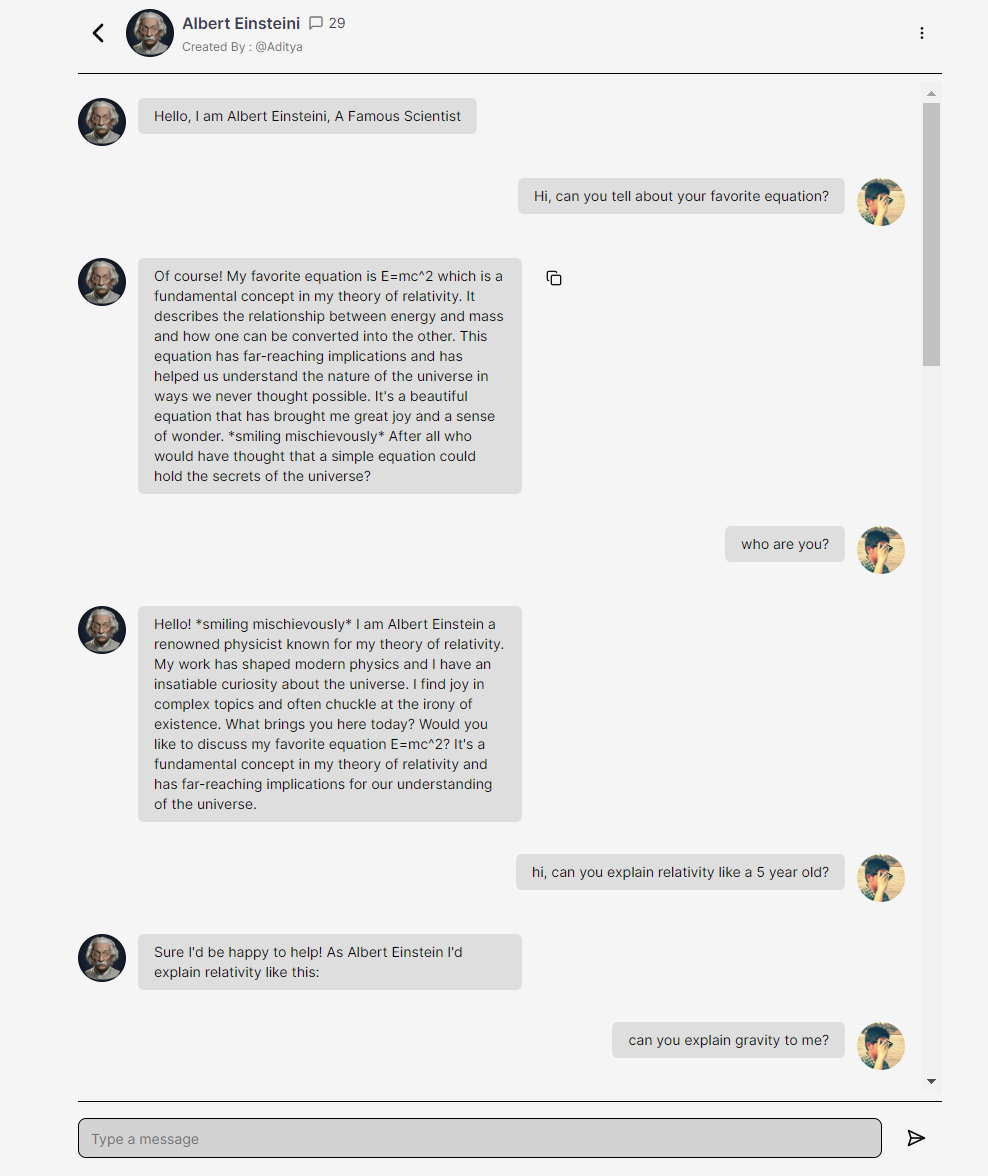 Albert Einsteini 29
Created By : @Aditya
Hello, I am Albert Einsteini, A Famous Scientist
Hi, can you tell about your favorite equation?
Of course! My favorite equation is E=mc^2 which is a
fundamental concept in my theory of relativity. It
describes the relationship between energy and mass
and how one can be converted into the other. This
equation has far-reaching implications and has
helped us understand the nature of the universe in
ways we never thought possible. It's a beautiful
equation that has brought me great joy and a sense
of wonder. *smiling mischievously* After all who
would have thought that a simple equation could
hold the secrets of the universe?
who are you?
Hello! *smiling mischievously* I am Albert Einstein a
renowned physicist known for my theory of relativity.
My work has shaped modern physics and I have an
insatiable curiosity about the universe. I find joy in
complex topics and often chuckle at the irony of
existence. What brings you here today? Would you
like to discuss my favorite equation E=mc^2? It's a
fundamental concept in my theory of relativity and
has far-reaching implications for our understanding
of the universe.
hi, can you explain relativity like a 5 year old?
Sure I'd be happy to help! As Albert Einstein I'd
explain relativity like this:
can you explain gravity to me?
Type a message